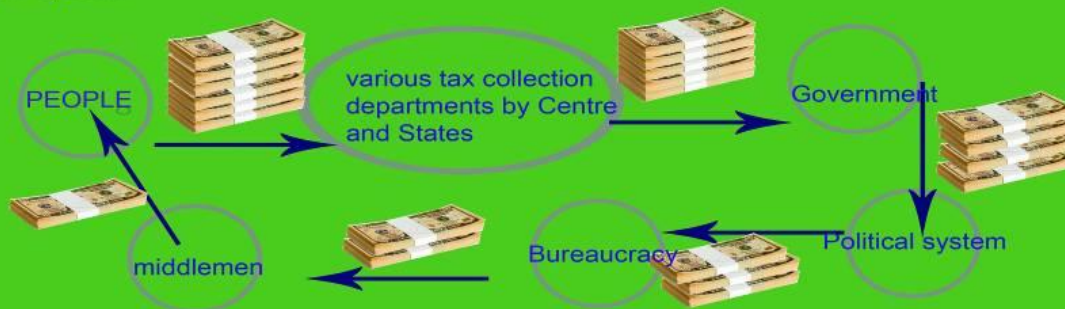 PEOPLE
various tax collection
departments by Centre
and States
Government
Political system
Bureaucracy
middlemen